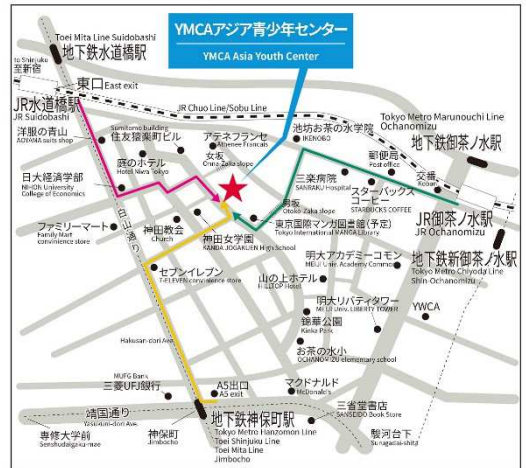 YMCAアジア青少年センター
YMCA Asia Youth Center
Toei Mita Line Suidobashi
地下鉄水道橋駅
to Shinjuku
至新宿
東口 East exit
JR水道橋駅
JR Suidobashi
JR Chuo Line/Sobu Line
Tokyo Metro Marunouchi Line
Ochanomizu
地下鉄御茶ノ水駅
洋服の青山
AOYAMA suits shop
Sumitomo building
住友猿楽町ビル
アテネフランセ
Athenee Francais
池坊お茶の水学院
IKENOBO
庭のホテル
Hotel Niwa Tokyo
女坂
Onna Zaka slope
三楽病院
SANRAKU Hospital
郵便局
Post office
交番
Koban
スターバックス
コーヒー
STARBUCKS COFFEE
JR御茶ノ水駅
JR Ochanomizu
日大経済学部
NIHON University
College of Economics
男坂
Otoko Zaka slope
東京国際マンガ図書館(予定)
Tokyo International MANGA Library
地下鉄新御茶ノ水駅
Tokyo Metro Chiyoda Line
Shin-Ochanomizu
ファミリーマート
Family Mart
convinience store
白山通り
神田教会
Church
神田女学園
KANDA JOGAKUEN High School
セブンイレブン
7-ELEVEN convenience store
山の上ホテル
HILLTOP Hotel
明大アカデミーコモン
MEIJI Univ. Academy Common
明大リバティタワー
MEIJI Univ. LIBERTY TOWER
YWCA
錦華公園
Kinka Park
Hakusan-dori Ave.
お茶の水小
OCHANOMIZU elementary school
MUFG Bank
三菱UFJ銀行
A5出口
A5 exit
マクドナルド
McDonald's
三省堂書店
SANSEIDO Book Store
靖国通り
Yasukuni-dori Ave.
専修大学前
神保町
Jimbocho
地下鉄神保町駅
Tokyo Metro Hanzomon Line
Toei Shinjuku Line
Toei Mita Line
Jimbocho
駿河台下
Surugadai-shita